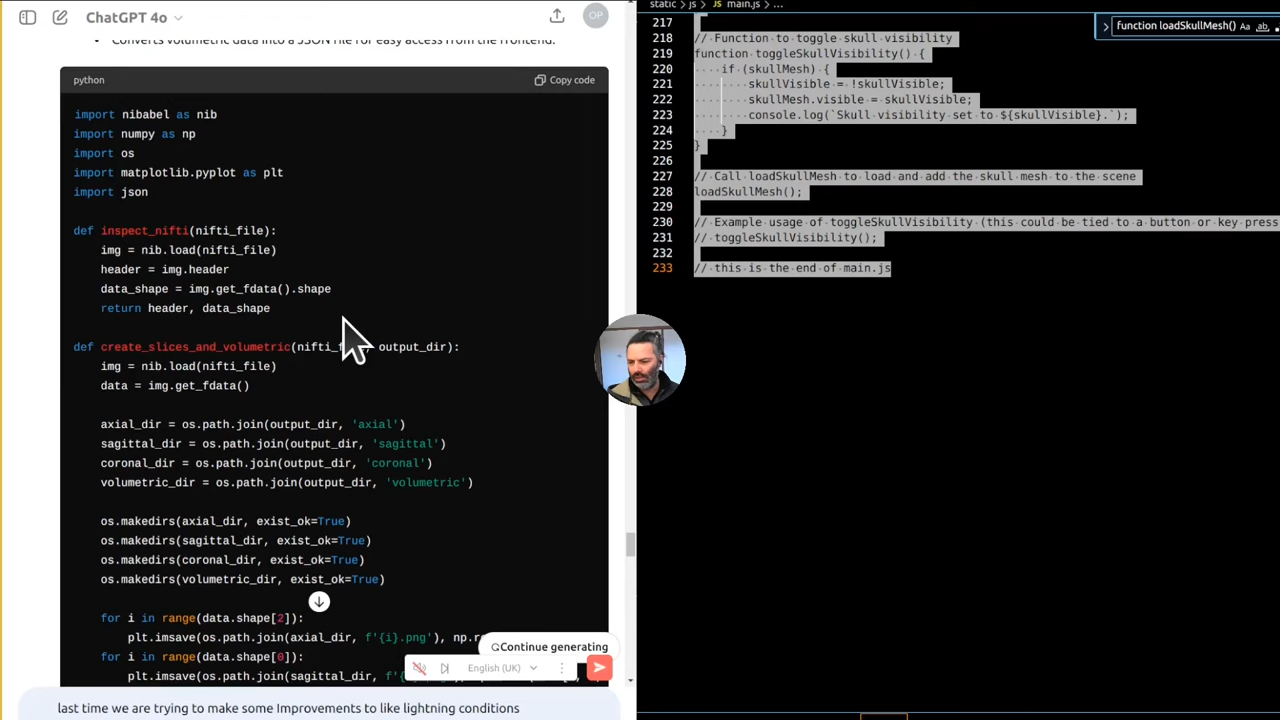 ChatGPT 4o
OP
Converts volumetric data into a JSON file for easy access from the frontend.
python
Copy code
import nibabel as nib
import numpy as np
import os
import matplotlib.pyplot as plt
import json
def inspect_nifti(nifti_file):
img = nib.load(nifti_file)
header = img.header
data_shape = img.get_fdata().shape
return header, data_shape
def create_slices_and_volumetric(nifti_f output_dir):
img = nib.load(nifti_file)
data = img.get_fdata()
axial_dir = os.path.join(output_dir, 'axial')
sagittal_dir = os.path.join(output_dir, 'sagittal')
coronal_dir = os.path.join(output_dir, 'coronal')
volumetric_dir = os.path.join(output_dir, 'volumetric')
os.makedirs(axial_dir, exist_ok=True)
os.makedirs(sagittal_dir, exist_ok=True)
os.makedirs(coronal_dir, exist_ok=True)
os.makedirs(volumetric_dir, exist_ok=True)
for i in range(data.shape[2]):
plt.imsave(os.path.join(axial_dir, f'{i}.png'), np.r
for i in range(data.shape[0]):
plt.imsave(os.path.join(sagittal_dir,
Continue generating
English (UK)
last time we are trying to make some Improvements to like lightning conditions
static > js > main.js > ...
function loadSkullMesh() Aa ab
217
218 // Function to toggle skull visibility
219 function toggleSkullVisibility() {
220 if (skullMesh) {
221 skullVisible = !skullVisible;
222 skullMesh.visible = skullVisible;
223 console.log(`Skull visibility set to ${skullVisible}.`);
224 }
225 }
226
227 // Call loadSkullMesh to load and add the skull mesh to the scene
228 loadSkullMesh();
229
230 // Example usage of toggleSkullVisibility (this could be tied to a button or key press
231 // toggleSkullVisibility();
232
233 // this is the end of main.js